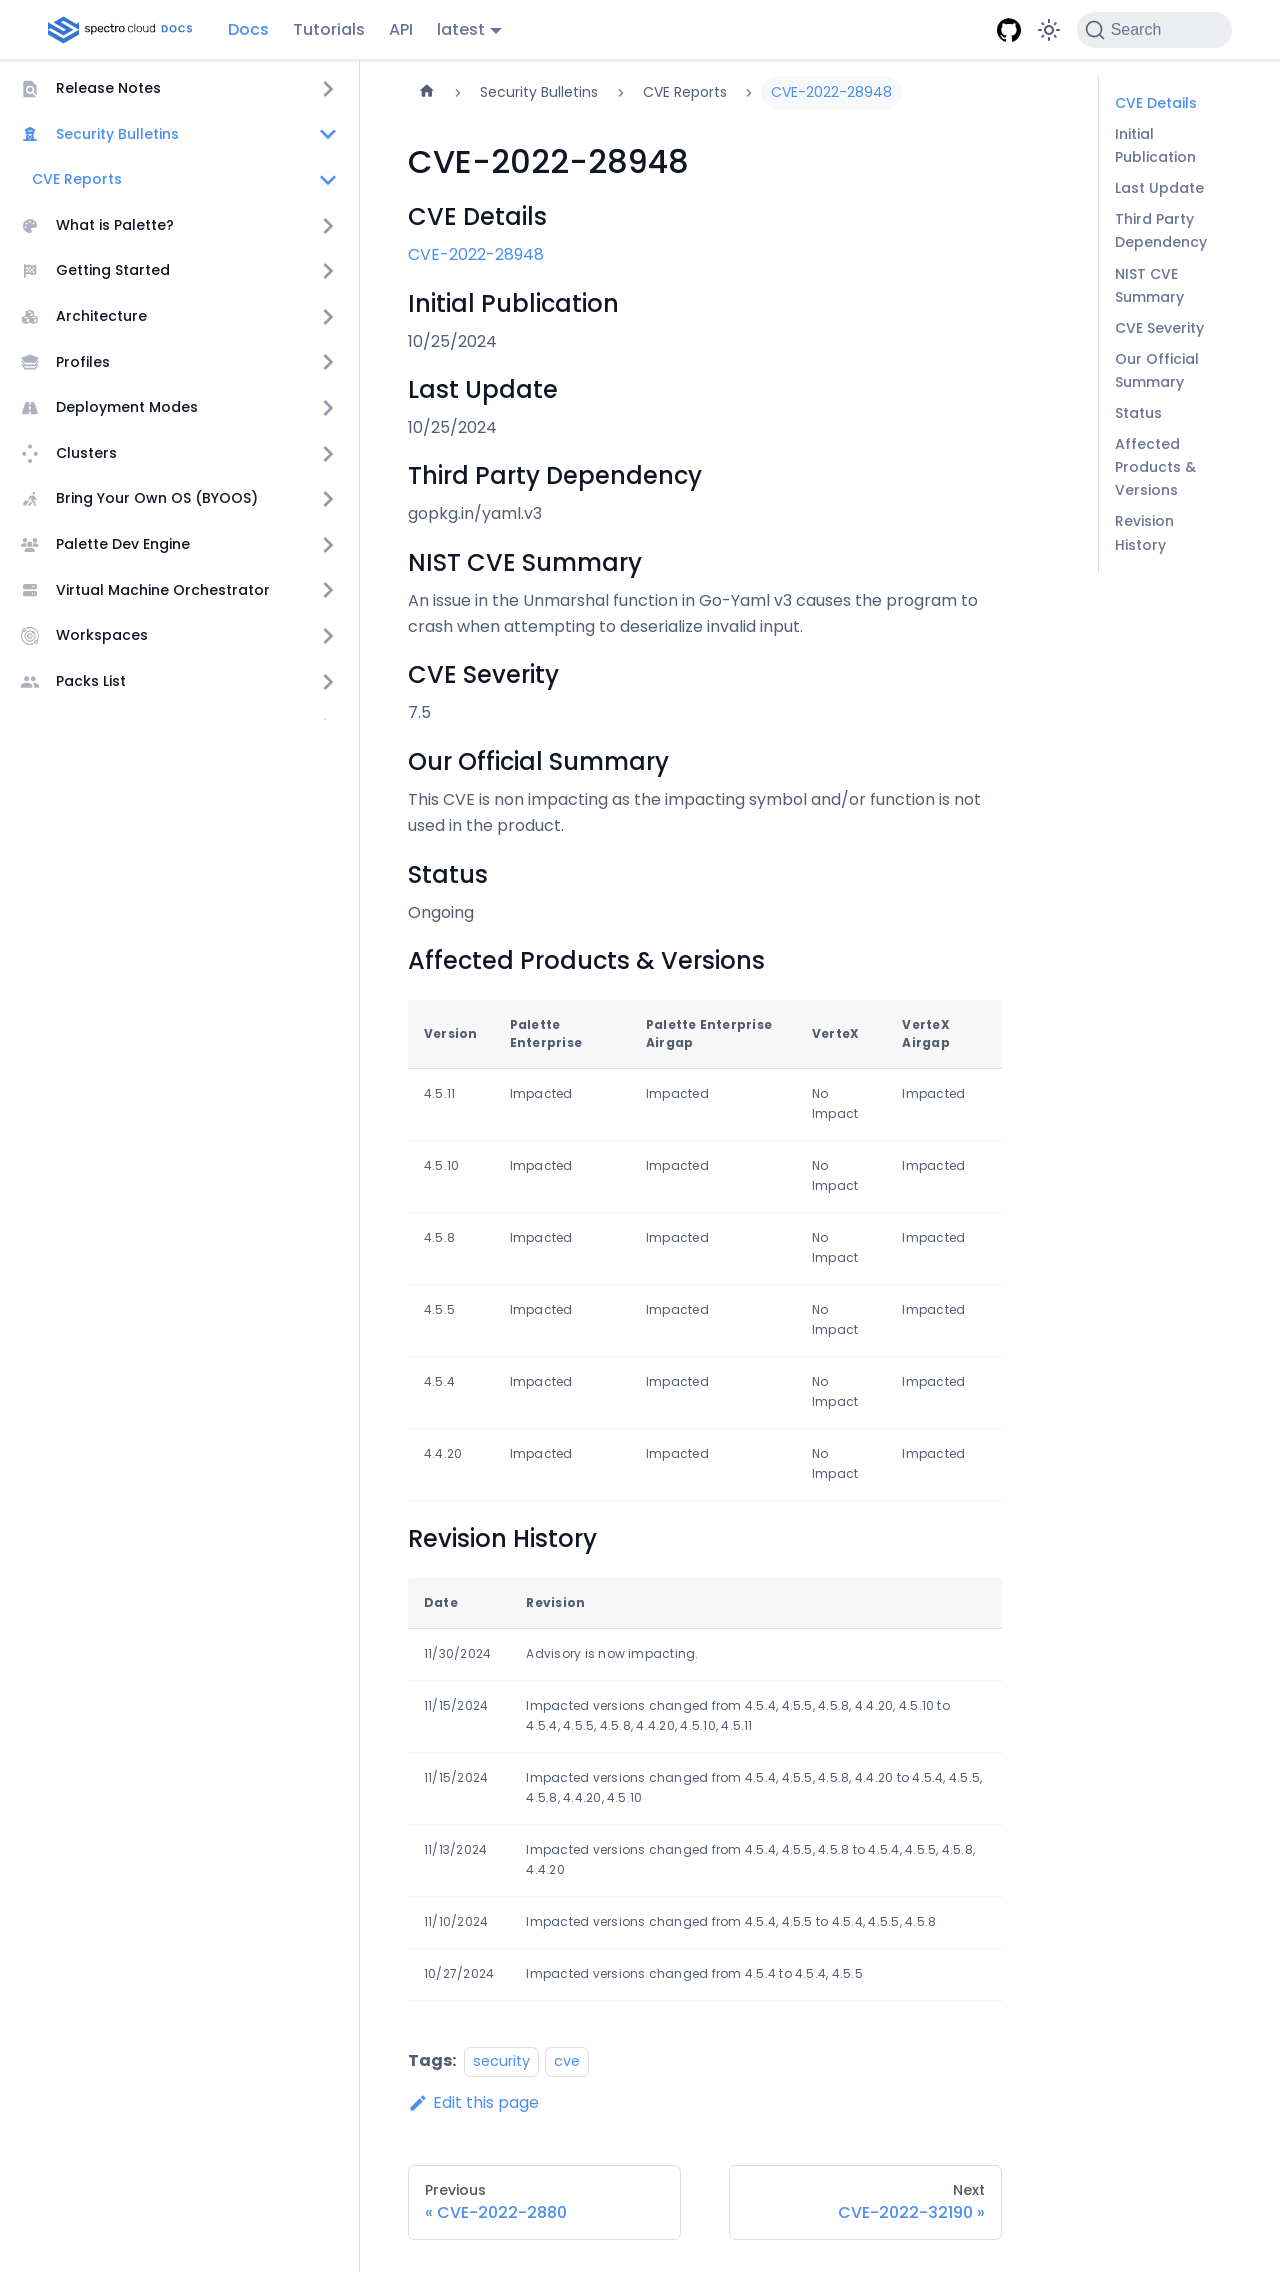 spectro cloud DOCS
Docs
Tutorials
API
latest
Search
Release Notes
Security Bulletins
CVE Reports
What is Palette?
Getting Started
Architecture
Profiles
Deployment Modes
Clusters
Bring Your Own OS (BYOOS)
Palette Dev Engine
Virtual Machine Orchestrator
Workspaces
Packs List
Security Bulletins
CVE Reports
CVE-2022-28948
CVE-2022-28948
CVE Details
CVE-2022-28948
Initial Publication
10/25/2024
Last Update
10/25/2024
Third Party Dependency
gopkg.in/yaml.v3
NIST CVE Summary
An issue in the Unmarshal function in Go-Yaml v3 causes the program to
crash when attempting to deserialize invalid input.
CVE Severity
7.5
Our Official Summary
This CVE is non impacting as the impacting symbol and/or function is not
used in the product.
Status
Ongoing
Affected Products & Versions
Version | Palette Enterprise | Palette Enterprise Airgap | VerteX | VerteX Airgap
4.5.11 | Impacted | Impacted | No Impact | Impacted
4.5.10 | Impacted | Impacted | No Impact | Impacted
4.5.8 | Impacted | Impacted | No Impact | Impacted
4.5.5 | Impacted | Impacted | No Impact | Impacted
4.5.4 | Impacted | Impacted | No Impact | Impacted
4.4.20 | Impacted | Impacted | No Impact | Impacted
Revision History
Date | Revision
11/30/2024 | Advisory is now impacting.
11/15/2024 | Impacted versions changed from 4.5.4, 4.5.5, 4.5.8, 4.4.20, 4.5.10 to
4.5.4, 4.5.5, 4.5.8, 4.4.20, 4.5.10, 4.5.11
11/15/2024 | Impacted versions changed from 4.5.4, 4.5.5, 4.5.8, 4.4.20 to 4.5.4, 4.5.5,
4.5.8, 4.4.20, 4.5.10
11/13/2024 | Impacted versions changed from 4.5.4, 4.5.5, 4.5.8 to 4.5.4, 4.5.5, 4.5.8,
4.4.20
11/10/2024 | Impacted versions changed from 4.5.4, 4.5.5 to 4.5.4, 4.5.5, 4.5.8
10/27/2024 | Impacted versions changed from 4.5.4 to 4.5.4, 4.5.5
Tags: security cve
Edit this page
Previous
« CVE-2022-2880
Next
CVE-2022-32190 »
CVE Details
Initial
Publication
Last Update
Third Party
Dependency
NIST CVE
Summary
CVE Severity
Our Official
Summary
Status
Affected
Products &
Versions
Revision
History